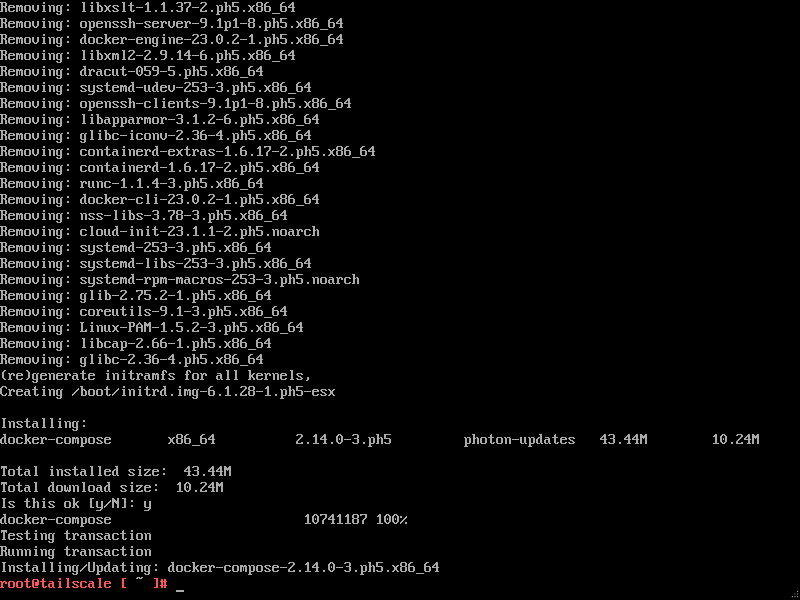 Removing: libxslt-1.1.37-2.ph5.x86_64
Removing: openssh-server-9.1p1-8.ph5.x86_64
Removing: docker-engine-23.0.2-1.ph5.x86_64
Removing: libxml2-2.9.14-6.ph5.x86_64
Removing: dracut-059-5.ph5.x86_64
Removing: systemd-udev-253-3.ph5.x86_64
Removing: openssh-clients-9.1p1-8.ph5.x86_64
Removing: libapparmor-3.1.2-6.ph5.x86_64
Removing: glibc-iconv-2.36-4.ph5.x86_64
Removing: containerd-extras-1.6.17-2.ph5.x86_64
Removing: containerd-1.6.17-2.ph5.x86_64
Removing: runc-1.1.4-3.ph5.x86_64
Removing: docker-cli-23.0.2-1.ph5.x86_64
Removing: nss-libs-3.78-3.ph5.x86_64
Removing: cloud-init-23.1.1-2.ph5.noarch
Removing: systemd-253-3.ph5.x86_64
Removing: systemd-libs-253-3.ph5.x86_64
Removing: systemd-rpm-macros-253-3.ph5.noarch
Removing: glib-2.75.2-1.ph5.x86_64
Removing: coreutils-9.1-3.ph5.x86_64
Removing: Linux-PAM-1.5.2-3.ph5.x86_64
Removing: libcap-2.66-1.ph5.x86_64
Removing: glibc-2.36-4.ph5.x86_64
(re)generate initramfs for all kernels,
Creating /boot/initrd.img-6.1.28-1.ph5-esx
Installing:
docker-compose x86_64 2.14.0-3.ph5 photon-updates 43.44M 10.24M
Total installed size: 43.44M
Total download size: 10.24M
Is this ok [y/N]: y
docker-compose 10741187 100%
Testing transaction
Running transaction
Installing/Updating: docker-compose-2.14.0-3.ph5.x86_64
root@tailscale [ ~ ]# _